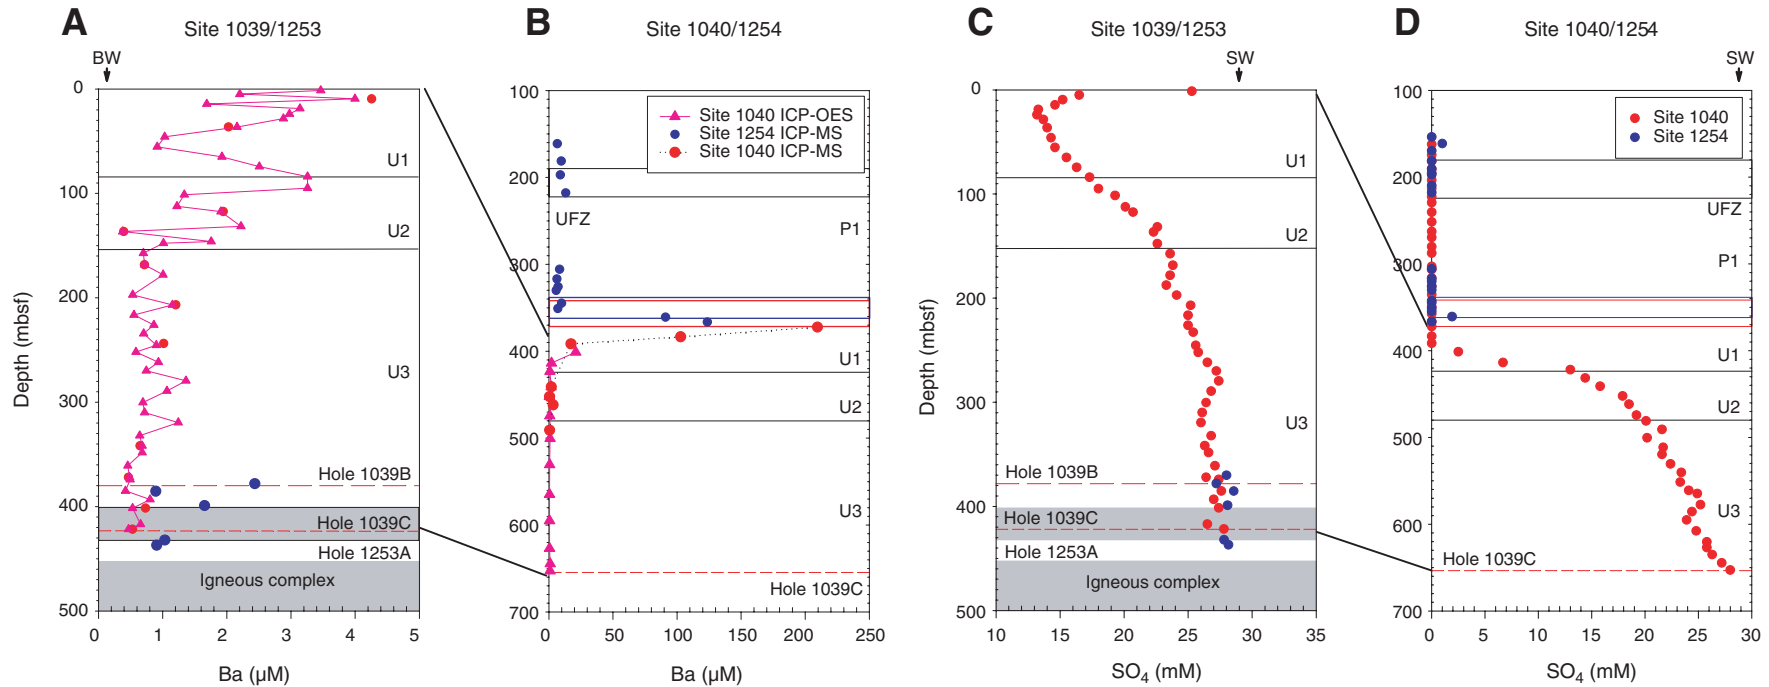 A
Site 1039/1253
BW
0
100
200
300
400
500
Depth (mbsf)
U1
U2
U3
Hole 1039B
Hole 1039C
Hole 1253A
Igneous complex
0 1 2 3 4 5
Ba (µM)
B
Site 1040/1254
100
200
300
400
500
600
700
Site 1040 ICP-OES
Site 1254 ICP-MS
Site 1040 ICP-MS
UFZ
P1
U1
U2
U3
Hole 1039C
0 50 100 150 200 250
Ba (µM)
C
Site 1039/1253
SW
0
100
200
300
400
500
Depth (mbsf)
U1
U2
U3
Hole 1039B
Hole 1039C
Hole 1253A
Igneous complex
10 15 20 25 30 35
SO4 (mM)
D
Site 1040/1254
SW
100
200
300
400
500
600
700
Site 1040
Site 1254
UFZ
P1
U1
U2
U3
Hole 1039C
0 5 10 15 20 25 30
SO4 (mM)